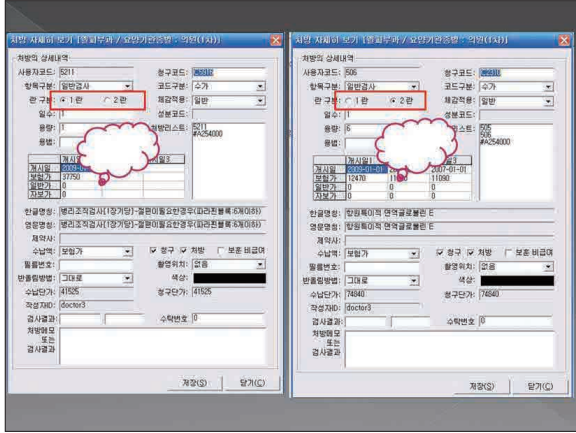 처방 자세히 보기 [엘피부과 / 요양기관종별 : 의원(1차)]
처방의 상세내역
사용자코드: 5211
청구코드:
항목구분: 일반검사
코드구분: 수가
란 구분: 1란 2란
체감적용: 일반
일수: 1
성분코드:
용량: 1
처방리스트: 5211
#A254000
용법:
개시일
개시일
보험가 37750
일반가 0
자보가 0
한글명칭: 병리조직검사(1장기당)-절편이필요한경우(파라핀블록:6개이하)
영문명칭: 병리조직검사(1장기당)-절편이필요한경우(파라핀블록:6개이하)
제약사:
수납액: 보험가
청구 처방 보훈 비급여
필름번호:
촬영위치: 없음
반올림방법: 그대로
색상:
수납단가: 41525
청구단가: 41525
작성자ID: doctor3
검사결과:
수탁번호 0
처방메모
또는
검사결과
저장(S) 닫기(C)
처방 자세히 보기 [엘피부과 / 요양기관종별 : 의원(1차)]
처방의 상세내역
사용자코드: 506
청구코드:
항목구분: 일반검사
코드구분: 수가
란 구분: 1란 2란
체감적용: 일반
일수: 1
성분코드:
용량: 6
505
506
#A254000
용법:
개시일1
개시일 2009-01-01 2007-01-01
보험가 12470 11090
일반가 0
자보가 0
한글명칭: 항원특이적 면역글로불린 E
영문명칭: 항원특이적 면역글로불린 E
제약사:
수납액: 보험가
청구 처방 보훈 비급여
필름번호:
촬영위치: 없음
반올림방법: 그대로
색상:
수납단가: 74840
청구단가: 74840
작성자ID: doctor3
검사결과:
수탁번호 0
처방메모
또는
검사결과
저장(S) 닫기(C)